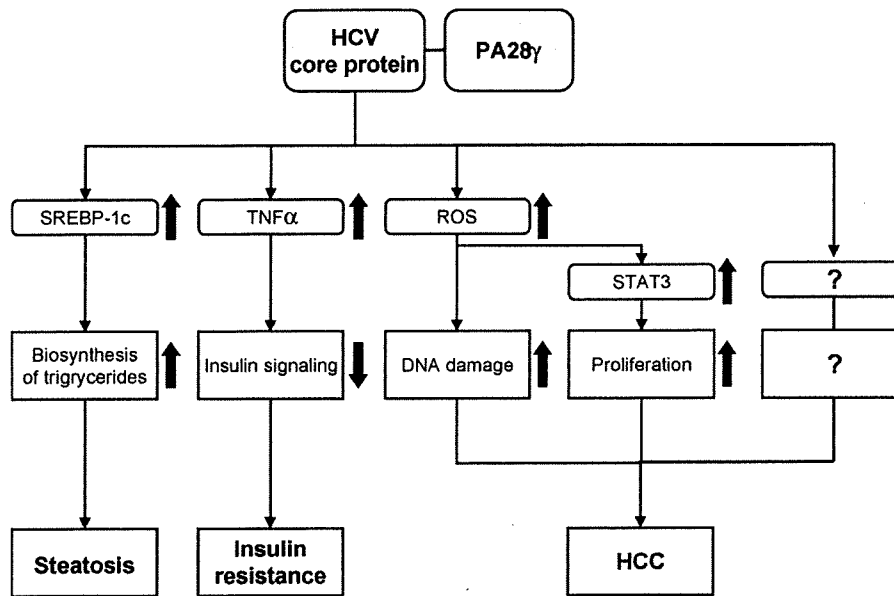 HCV
core protein
PA28γ
SREBP-1c
TNFα
ROS
STAT3
?
Biosynthesis
of trigrycerides
Insulin signaling
DNA damage
Proliferation
?
Steatosis
Insulin
resistance
HCC